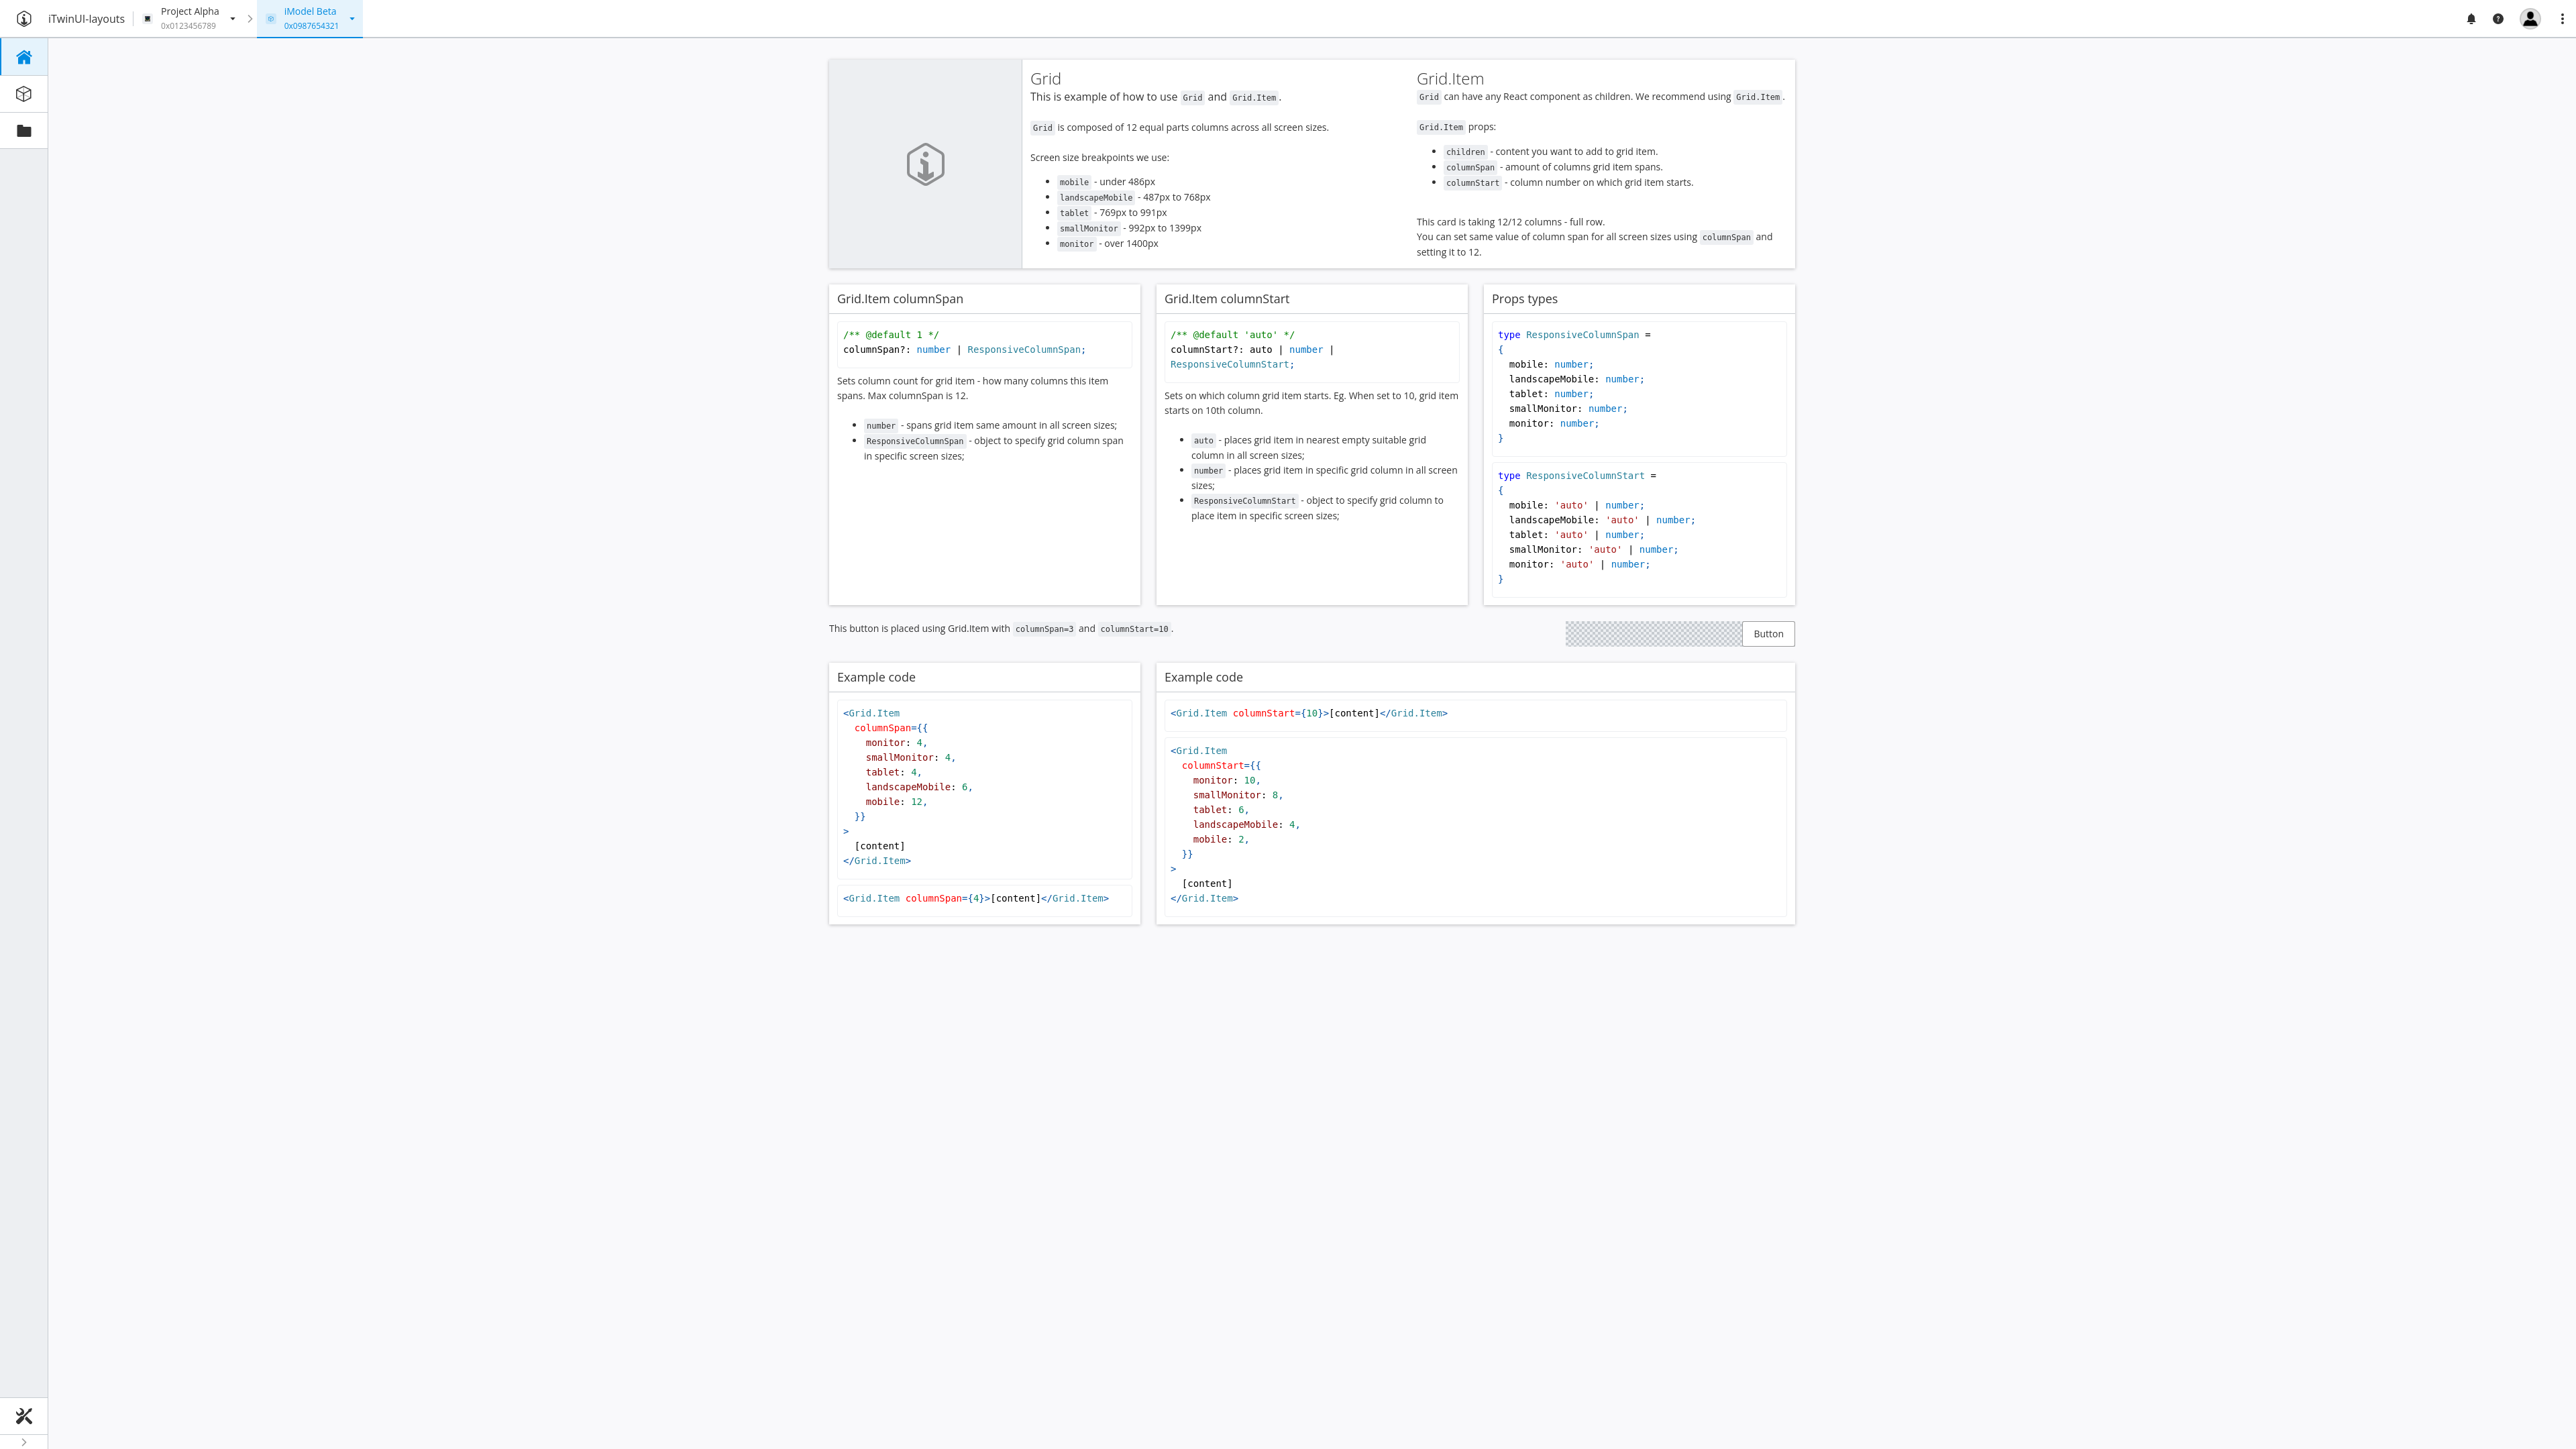 iTwinUI-layouts
Project Alpha
0x0123456789
iModel Beta
0x0987654321
Grid
This is example of how to use Grid and Grid.Item.
Grid is composed of 12 equal parts columns across all screen sizes.
Screen size breakpoints we use:
mobile - under 486px
landscapeMobile - 487px to 768px
tablet - 769px to 991px
smallMonitor - 992px to 1399px
monitor - over 1400px
Grid.Item
Grid can have any React component as children. We recommend using Grid.Item.
Grid.Item props:
children - content you want to add to grid item.
columnSpan - amount of columns grid item spans.
columnStart - column number on which grid item starts.
This card is taking 12/12 columns - full row.
You can set same value of column span for all screen sizes using columnSpan and
setting it to 12.
Grid.Item columnSpan
/** @default 1 */
columnSpan?: number | ResponsiveColumnSpan;
Sets column count for grid item - how many columns this item
spans. Max columnSpan is 12.
number - spans grid item same amount in all screen sizes;
ResponsiveColumnSpan - object to specify grid column span
in specific screen sizes;
Grid.Item columnStart
/** @default 'auto' */
columnStart?: auto | number |
ResponsiveColumnStart;
Sets on which column grid item starts. Eg. When set to 10, grid item
starts on 10th column.
auto - places grid item in nearest empty suitable grid
column in all screen sizes;
number - places grid item in specific grid column in all screen
sizes;
ResponsiveColumnStart - object to specify grid column to
place item in specific screen sizes;
Props types
type ResponsiveColumnSpan =
{
mobile: number;
landscapeMobile: number;
tablet: number;
smallMonitor: number;
monitor: number;
}
type ResponsiveColumnStart =
{
mobile: 'auto' | number;
landscapeMobile: 'auto' | number;
tablet: 'auto' | number;
smallMonitor: 'auto' | number;
monitor: 'auto' | number;
}
This button is placed using Grid.Item with columnSpan=3 and columnStart=10.
Button
Example code
<Grid.Item
columnSpan={{
monitor: 4,
smallMonitor: 4,
tablet: 4,
landscapeMobile: 6,
mobile: 12,
}}
>
[content]
</Grid.Item>
<Grid.Item columnSpan={4}>[content]</Grid.Item>
Example code
<Grid.Item columnStart={10}>[content]</Grid.Item>
<Grid.Item
columnStart={{
monitor: 10,
smallMonitor: 8,
tablet: 6,
landscapeMobile: 4,
mobile: 2,
}}
>
[content]
</Grid.Item>